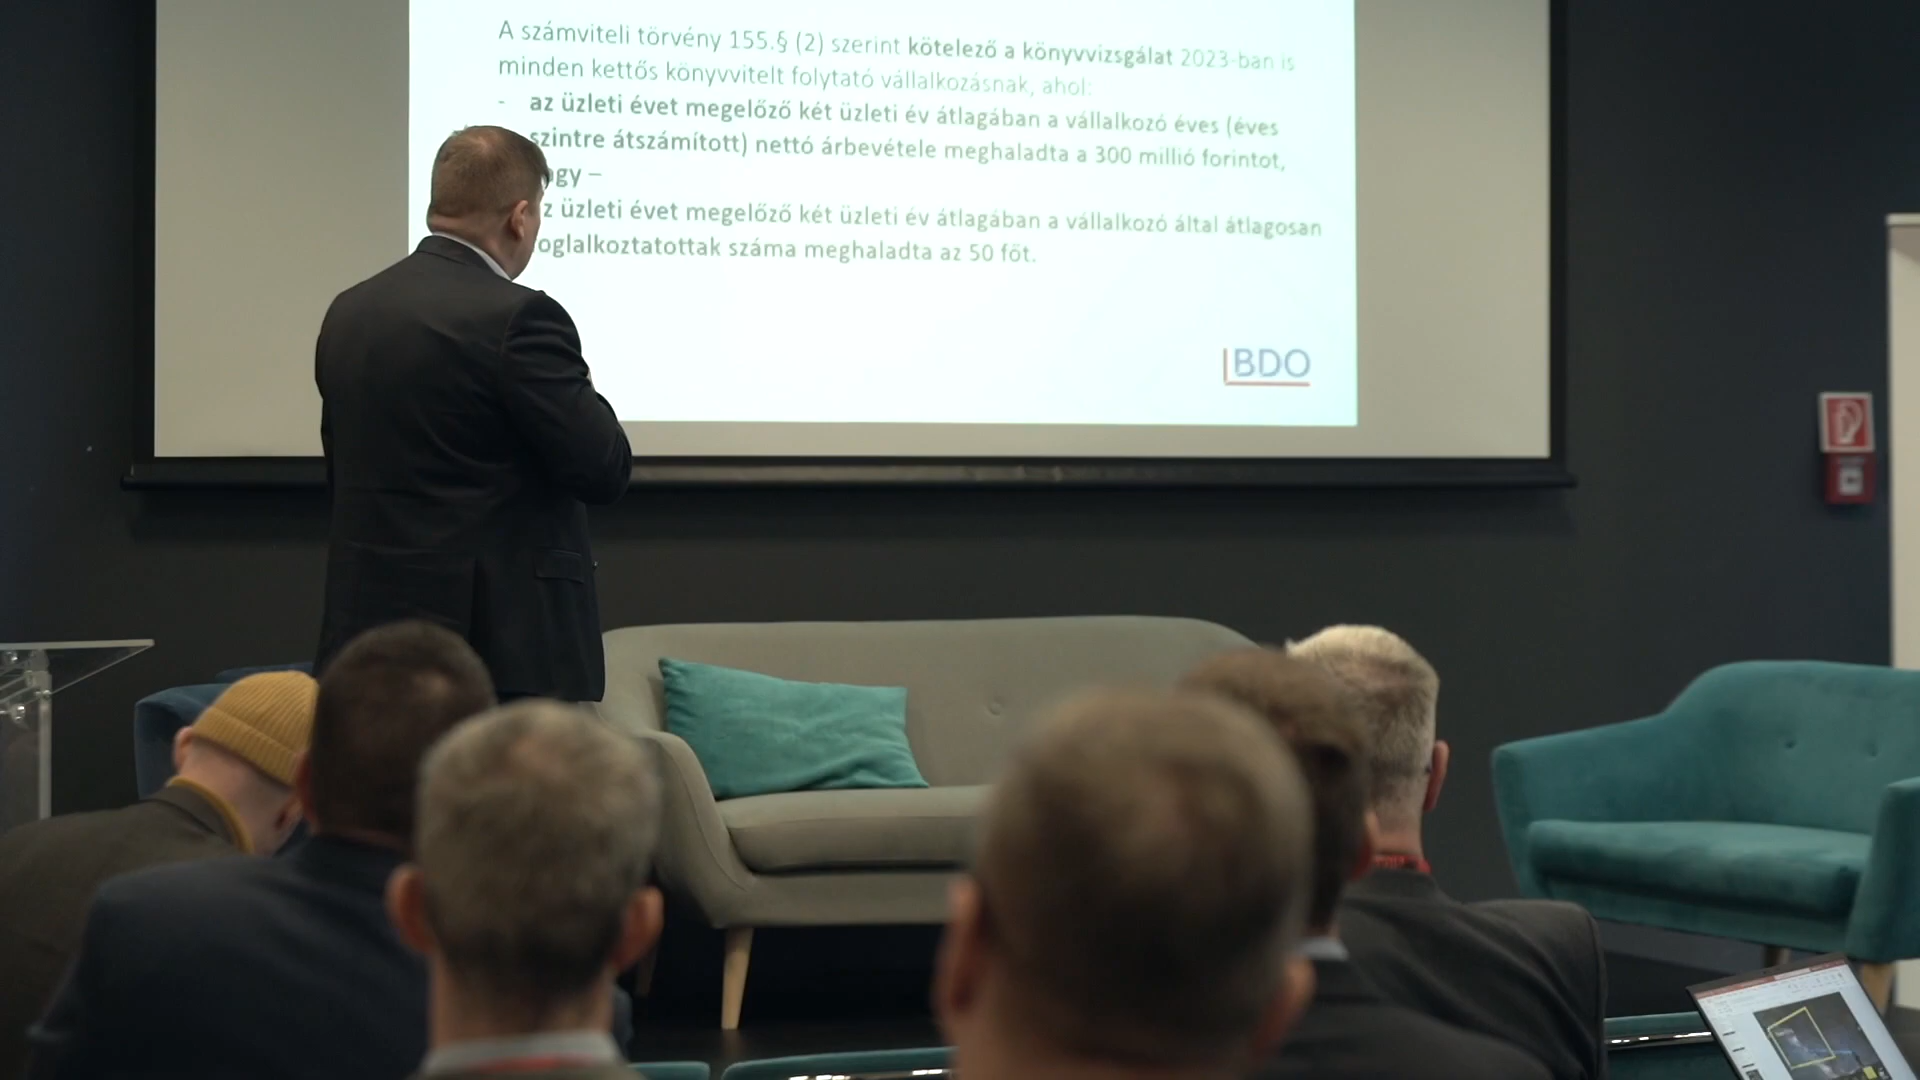 A számviteli törvény 155.§ (2) szerint kötelező a könyvvizsgálat 2023-ban is
minden kettős könyvvitelt folytató vállalkozásnak, ahol:
- az üzleti évet megelőző két üzleti év átlagában a vállalkozó éves (éves
szintre átszámított) nettó árbevétele meghaladta a 300 millió forintot,
ogy –
z üzleti évet megelőző két üzleti év átlagában a vállalkozó által átlagosan
oglalkoztatottak száma meghaladta az 50 főt.
BDO